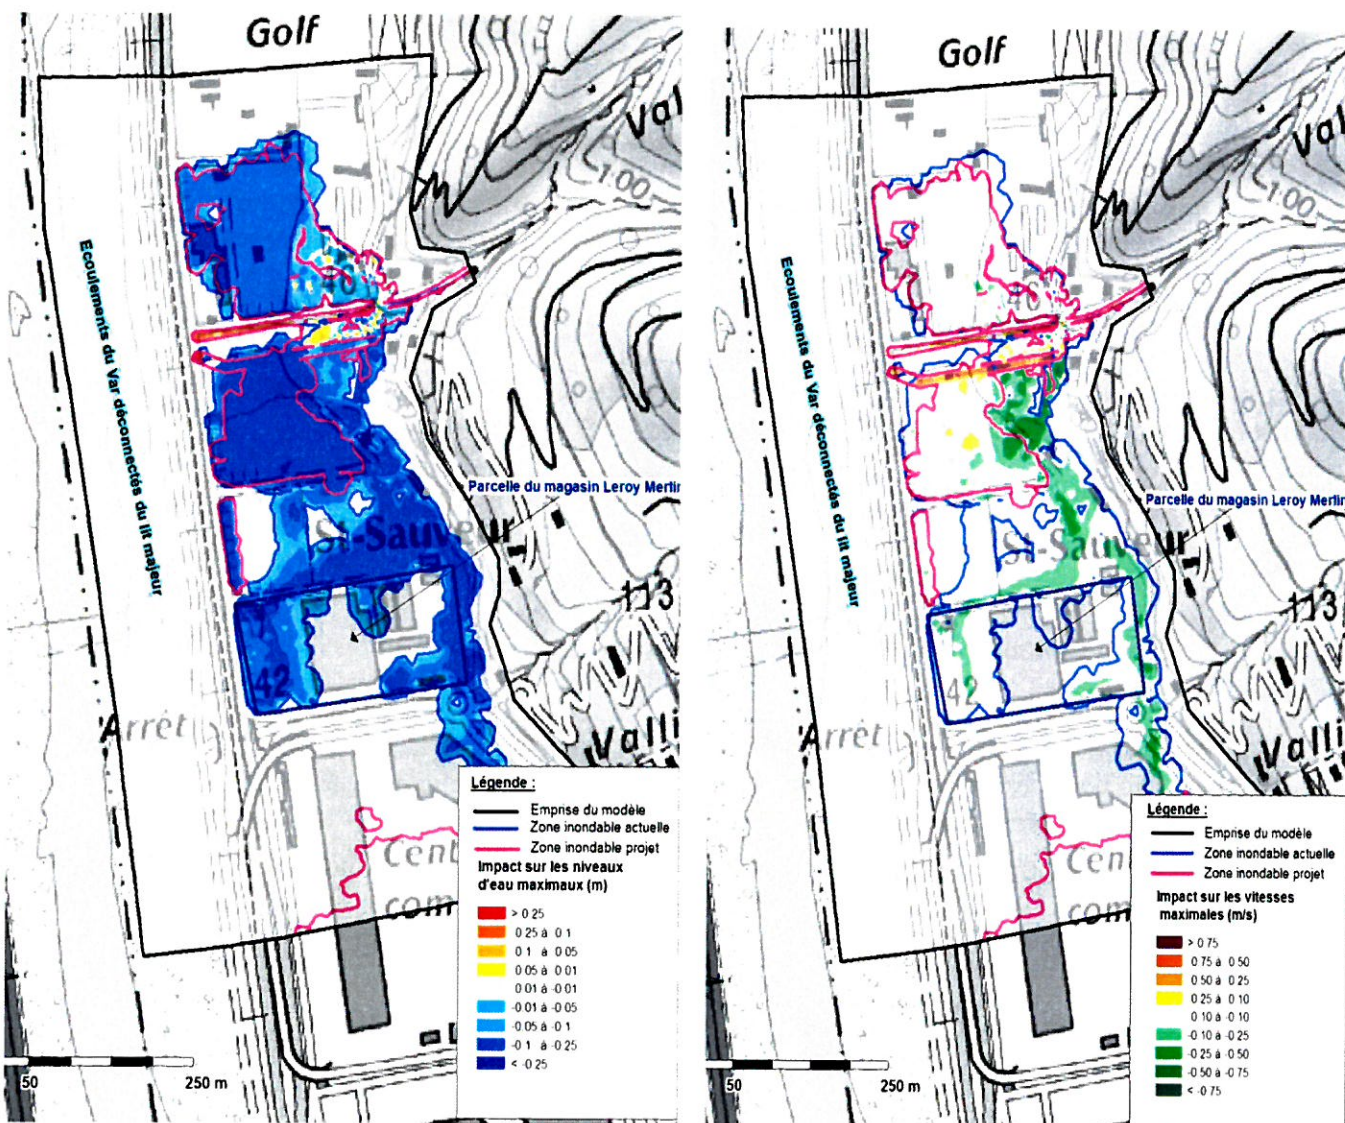 Golf
Val
100
Ecoulements du Var déconnectés du lit majeur
40
Parcelle du magasin Leroy Merlin
St-Sauveur
113
42
Arrêt
Valli
Cent
com
Légende :
Emprise du modèle
Zone inondable actuelle
Zone inondable projet
Impact sur les niveaux
d'eau maximaux (m)
> 0 25
0 25 à 0 1
0 1 à 0 05
0 05 à 0 01
0 01 à -0 01
-0 01 à -0 05
-0 05 à -0 1
-0 1 à -0 25
< -0 25
50
250 m
Golf
Val
100
Ecoulements du Var déconnectés du lit majeur
Parcelle du magasin Leroy Merlin
St-Sauveur
113
42
Arrêt
Valli
Cen
com
Légende :
Emprise du modèle
Zone inondable actuelle
Zone inondable projet
Impact sur les vitesses
maximales (m/s)
> 0 75
0 75 à 0 50
0 50 à 0 25
0 25 à 0 10
0 10 à -0 10
-0 10 à -0 25
-0 25 à -0 50
-0 50 à -0 75
< -0 75
50
250 m